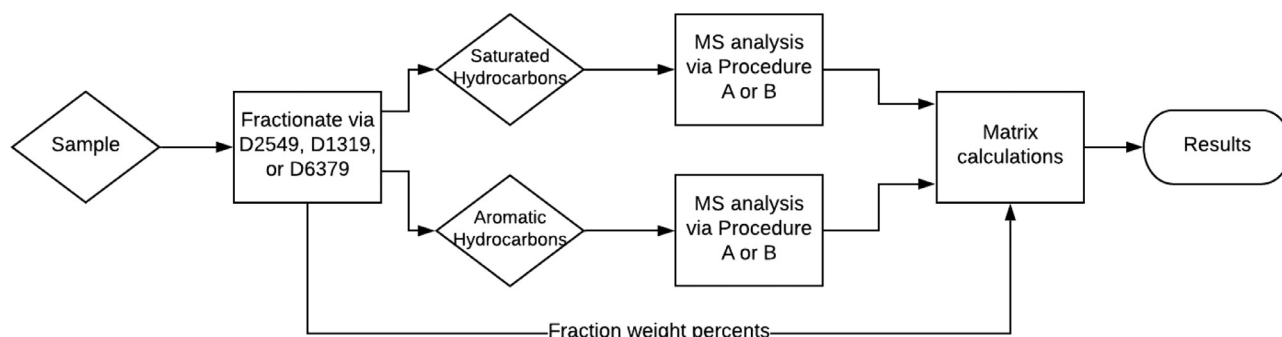 Sample
Fractionate via
D2549, D1319,
or D6379
Saturated
Hydrocarbons
MS analysis
via Procedure
A or B
Aromatic
Hydrocarbons
MS analysis
via Procedure
A or B
Matrix
calculations
Results
Fraction weight percents